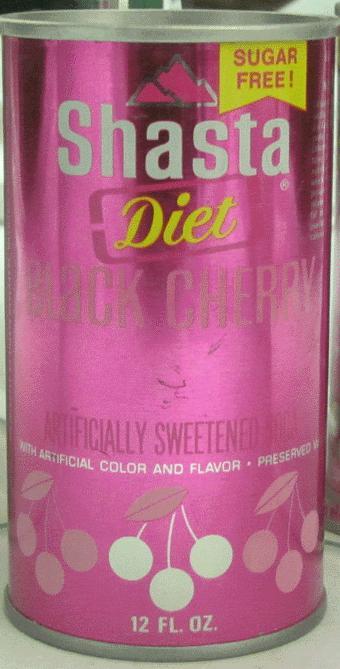 SUGAR
FREE!
Shasta®
Diet
BLACK CHERRY
ARTIFICIALLY SWEETENED
WITH ARTIFICIAL COLOR AND FLAVOR • PRESERVED
12 FL. OZ.